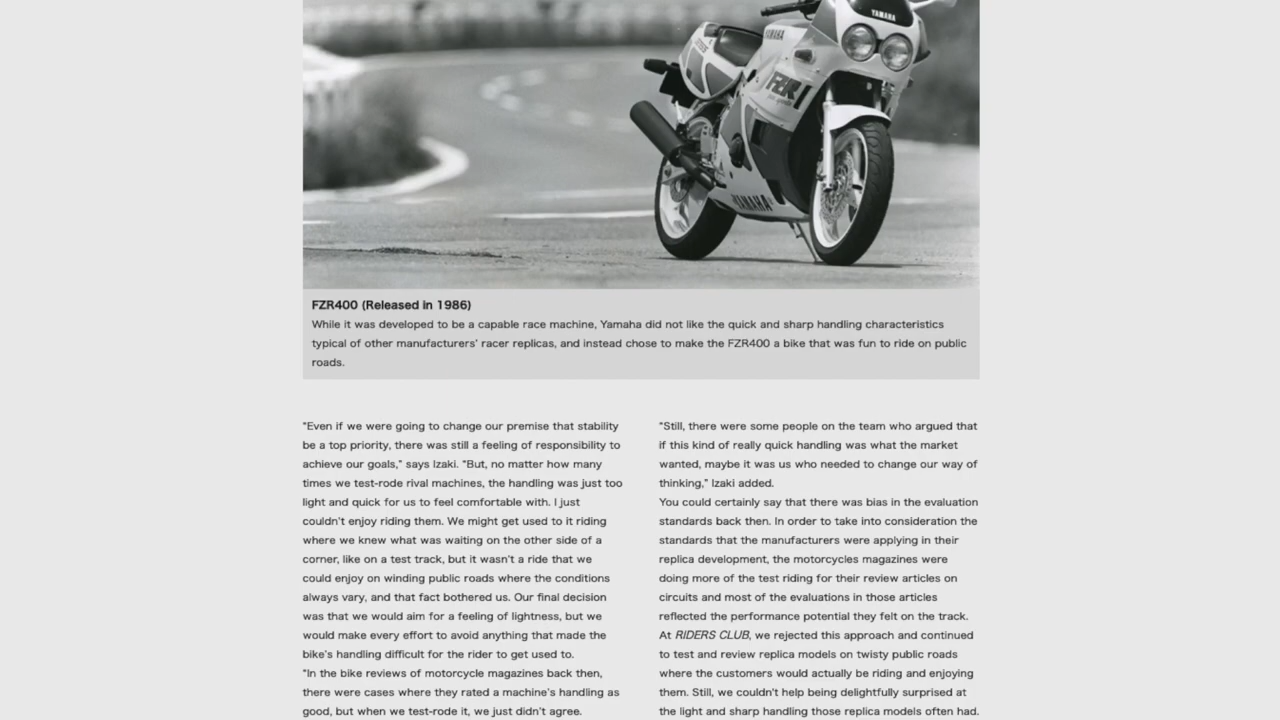 YAMAHA
YAMAHA
FZR
YAMAHA
FZR400 (Released in 1986)
While it was developed to be a capable race machine, Yamaha did not like the quick and sharp handling characteristics
typical of other manufacturers' racer replicas, and instead chose to make the FZR400 a bike that was fun to ride on public
roads.
"Even if we were going to change our premise that stability
be a top priority, there was still a feeling of responsibility to
achieve our goals," says Izaki. "But, no matter how many
times we test-rode rival machines, the handling was just too
light and quick for us to feel comfortable with. I just
couldn't enjoy riding them. We might get used to it riding
where we knew what was waiting on the other side of a
corner, like on a test track, but it wasn't a ride that we
could enjoy on winding public roads where the conditions
always vary, and that fact bothered us. Our final decision
was that we would aim for a feeling of lightness, but we
would make every effort to avoid anything that made the
bike's handling difficult for the rider to get used to.
"In the bike reviews of motorcycle magazines back then,
there were cases where they rated a machine's handling as
good, but when we test-rode it, we just didn't agree.
"Still, there were some people on the team who argued that
if this kind of really quick handling was what the market
wanted, maybe it was us who needed to change our way of
thinking," Izaki added.
You could certainly say that there was bias in the evaluation
standards back then. In order to take into consideration the
standards that the manufacturers were applying in their
replica development, the motorcycles magazines were
doing more of the test riding for their review articles on
circuits and most of the evaluations in those articles
reflected the performance potential they felt on the track.
At RIDERS CLUB, we rejected this approach and continued
to test and review replica models on twisty public roads
where the customers would actually be riding and enjoying
them. Still, we couldn't help being delightfully surprised at
the light and sharp handling those replica models often had.